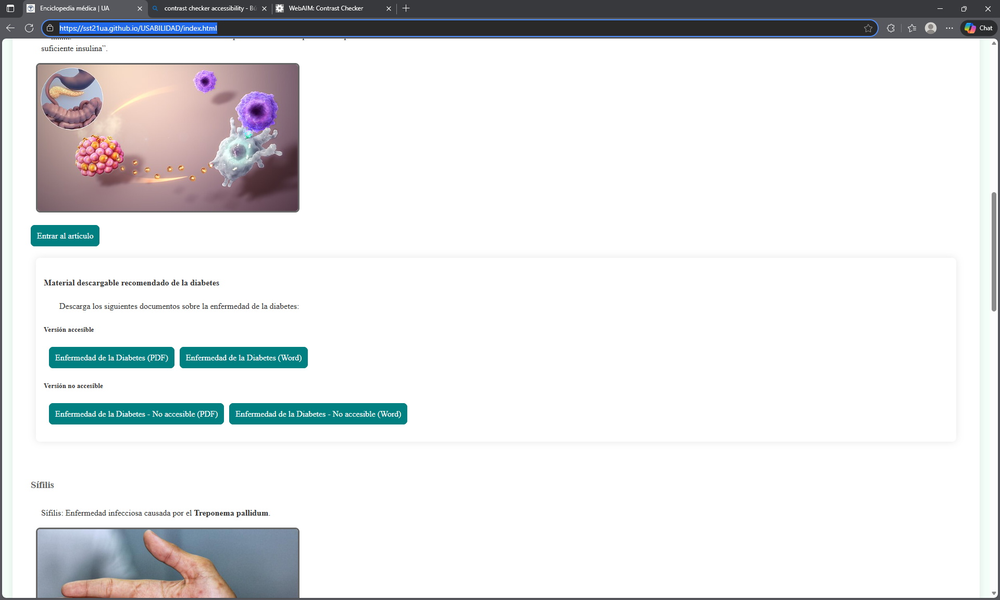 Enciclopedia médica | UA
contrast checker accessibility - Bú
WebAIM: Contrast Checker
https://sst21ua.github.io/USABILIDAD/index.html
Chat
suficiente insulina”.
Entrar al artículo
Material descargable recomendado de la diabetes
Descarga los siguientes documentos sobre la enfermedad de la diabetes:
Versión accesible
Enfermedad de la Diabetes (PDF)
Enfermedad de la Diabetes (Word)
Versión no accesible
Enfermedad de la Diabetes - No accesible (PDF)
Enfermedad de la Diabetes - No accesible (Word)
Sífilis
Sífilis: Enfermedad infecciosa causada por el Treponema pallidum.